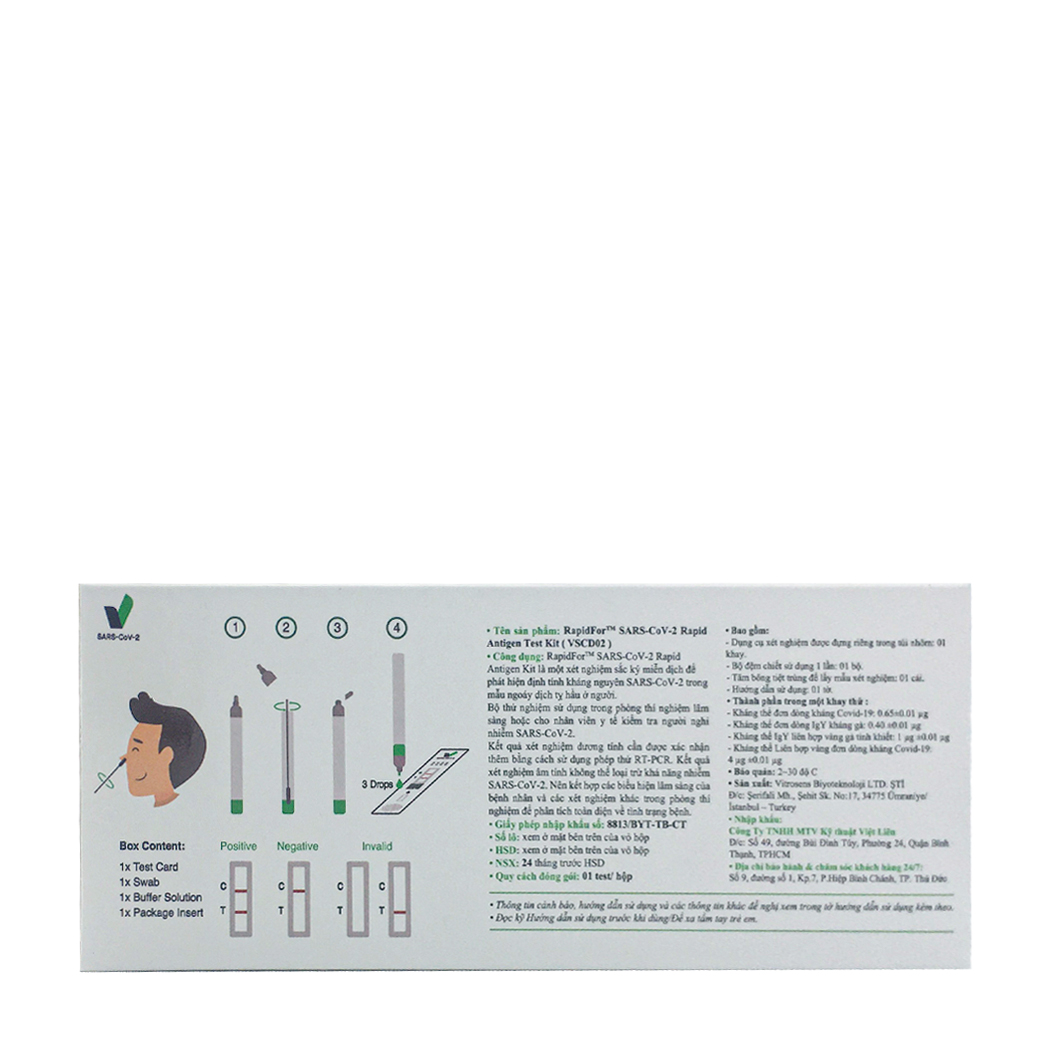 SARS-CoV-2
1 2 3 4
3 Drops
Box Content:
1x Test Card
1x Swab
1x Buffer Solution
1x Package Insert
Positive Negative Invalid
C C C
T T T
• Tên sản phẩm: RapidFor™ SARS-CoV-2 Rapid
Antigen Test Kit ( VSCD02 )
• Công dụng: RapidFor™ SARS-CoV-2 Rapid
Antigen Kit là một xét nghiệm sắc ký miễn dịch để
phát hiện định tính kháng nguyên SARS-CoV-2 trong
mẫu ngoáy dịch tỵ hầu ở người.
Bộ thử nghiệm sử dụng trong phòng thí nghiệm lâm
sàng hoặc cho nhân viên y tế kiểm tra người nghi
nhiễm SARS-CoV-2.
Kết quả xét nghiệm dương tính cần được xác nhận
thêm bằng cách sử dụng phép thử RT-PCR. Kết quả
xét nghiệm âm tính không thể loại trừ khả năng nhiễm
SARS-CoV-2. Nên kết hợp các biểu hiện lâm sàng của
bệnh nhân và các xét nghiệm khác trong phòng thí
nghiệm để phân tích toàn diện về tình trạng bệnh.
• Giấy phép nhập khẩu số: 8813/BYT-TB-CT
• Số lô: xem ở mặt bên trên của vỏ hộp
• HSD: xem ở mặt bên trên của vỏ hộp
• NSX: 24 tháng trước HSD
• Quy cách đóng gói: 01 test/ hộp
• Bao gồm:
- Dụng cụ xét nghiệm được đựng riêng trong túi nhôm: 01
khay.
- Bộ đệm chiết sử dụng 1 lần: 01 bộ.
- Tăm bông tiệt trùng để lấy mẫu xét nghiệm: 01 cái.
- Hướng dẫn sử dụng: 01 tờ.
• Thành phần trong một khay thử :
- Kháng thể đơn dòng kháng Covid-19: 0.65±0.01 µg
- Kháng thể đơn dòng IgY kháng gà: 0.40 ±0.01 µg
- Kháng thể IgY liên hợp vàng gà tinh khiết: 1 µg ±0.01 µg
- Kháng thể Liên hợp vàng đơn dòng kháng Covid-19:
4 µg ±0.01 µg
• Bảo quản: 2~30 độ C
• Sản xuất: Vitrosens Biyoteknoloji LTD. ŞTİ
Đ/c: Şerifali Mh., Şehit Sk. No:17, 34775 Ümraniye/
İstanbul – Turkey
• Nhập khẩu:
Công Ty TNHH MTV Kỹ thuật Việt Liên
Đ/c: Số 49, đường Bùi Đình Túy, Phường 24, Quận Bình
Thạnh, TPHCM
• Địa chỉ bảo hành & chăm sóc khách hàng 24/7:
Số 9, đường số 1, Kp.7, P.Hiệp Bình Chánh, TP. Thủ Đức.
• Thông tin cảnh báo, hướng dẫn sử dụng và các thông tin khác đề nghị xem trong tờ hướng dẫn sử dụng kèm theo.
• Đọc kỹ Hướng dẫn sử dụng trước khi dùng/Để xa tầm tay trẻ em.